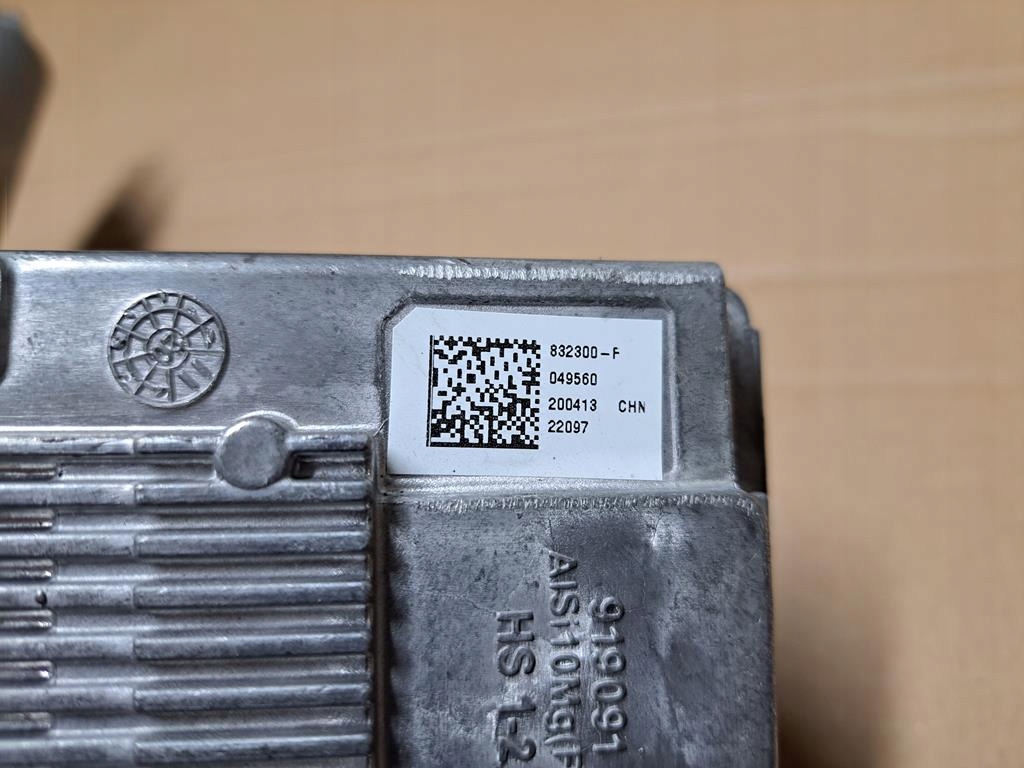 832300-F
049560
200413 CHN
22097
919091
AlSi10Mg(F
HS 1-2